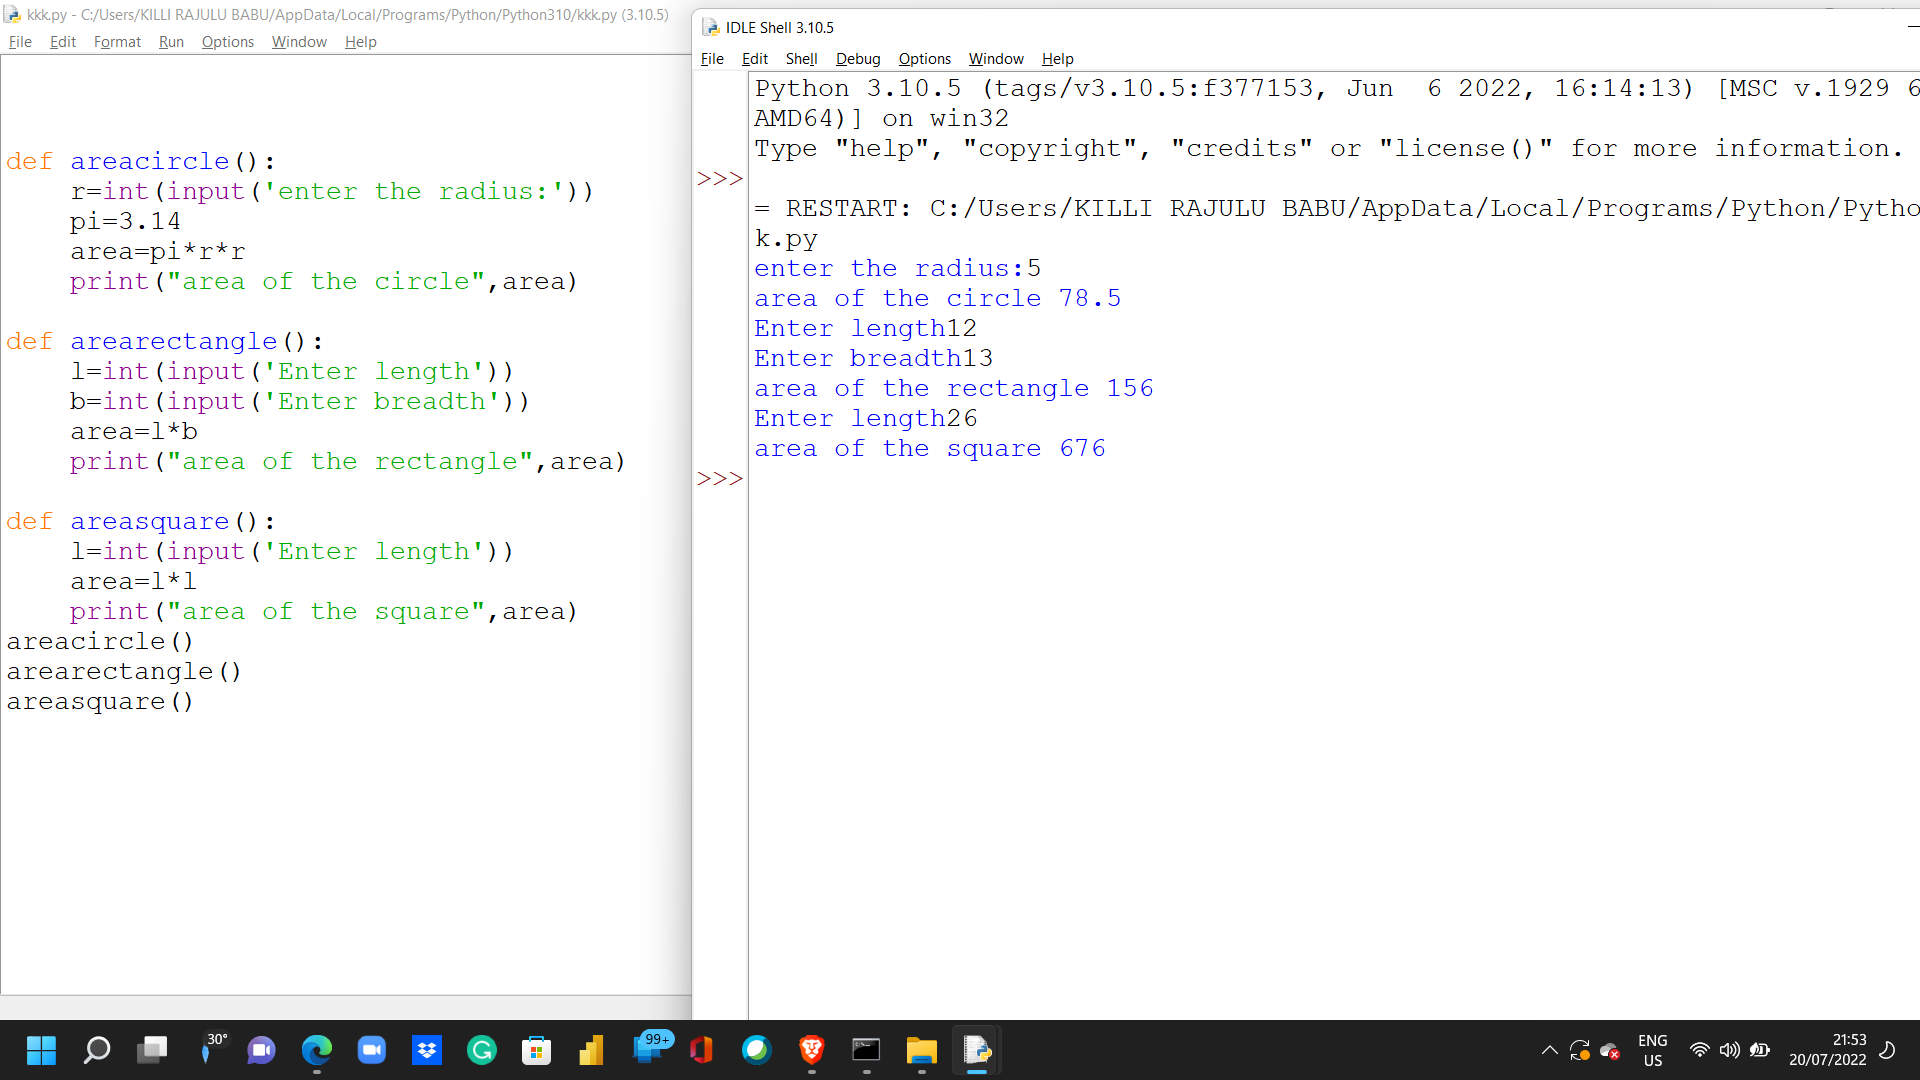 kkk.py - C:/Users/KILLI RAJULU BABU/AppData/Local/Programs/Python/Python310/kkk.py (3.10.5)
File Edit Format Run Options Window Help
def areacircle():
    r=int(input('enter the radius:'))
    pi=3.14
    area=pi*r*r
    print("area of the circle",area)
def arearectangle():
    l=int(input('Enter length'))
    b=int(input('Enter breadth'))
    area=l*b
    print("area of the rectangle",area)
def areasquare():
    l=int(input('Enter length'))
    area=l*l
    print("area of the square",area)
areacircle()
arearectangle()
areasquare()
IDLE Shell 3.10.5
File Edit Shell Debug Options Window Help
Python 3.10.5 (tags/v3.10.5:f377153, Jun  6 2022, 16:14:13) [MSC v.1929 6
AMD64)] on win32
Type "help", "copyright", "credits" or "license()" for more information.
>>>
= RESTART: C:/Users/KILLI RAJULU BABU/AppData/Local/Programs/Python/Pytho
k.py
enter the radius:5
area of the circle 78.5
Enter length12
Enter breadth13
area of the rectangle 156
Enter length26
area of the square 676
>>>
30°
99+
ENG
US
21:53
20/07/2022